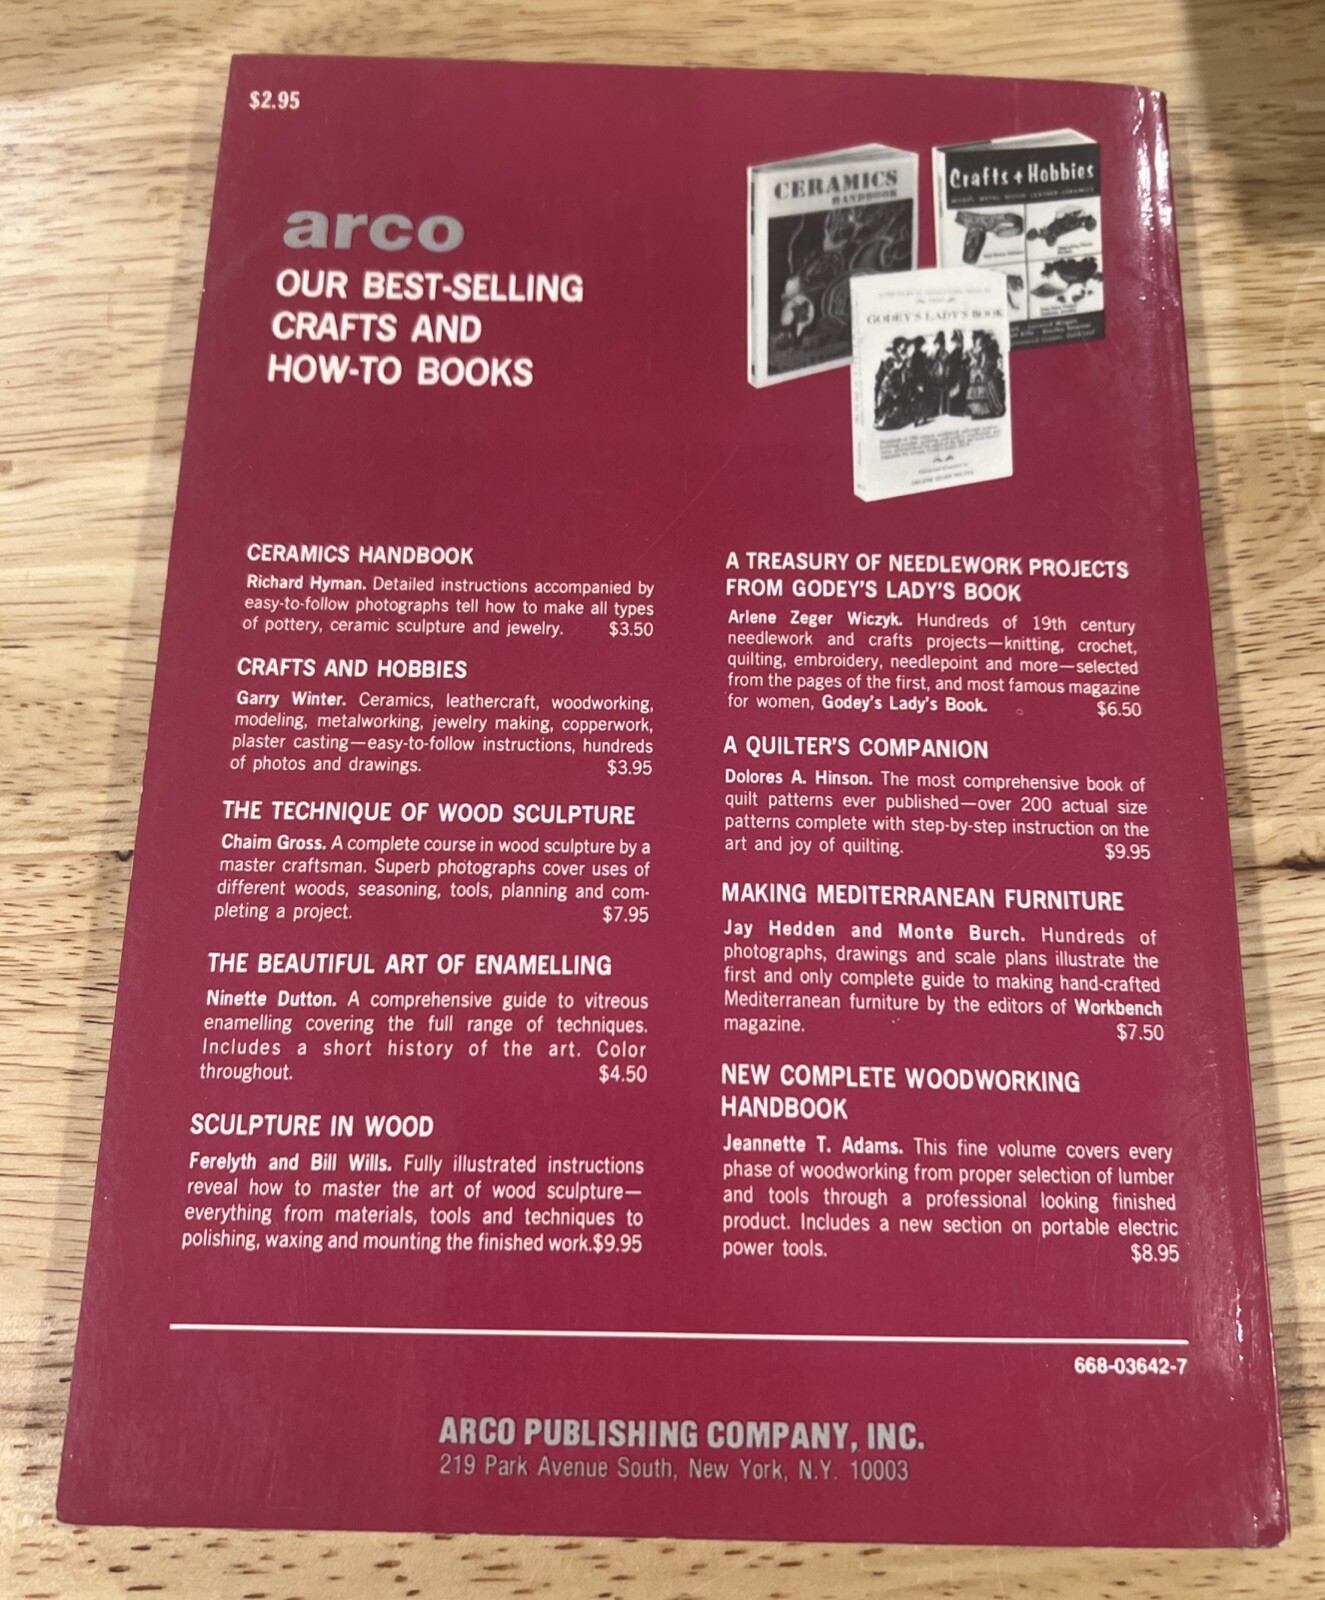 $2.95
arco
OUR BEST-SELLING
CRAFTS AND
HOW-TO BOOKS
CERAMICS
HANDBOOK
Crafts + Hobbies
GODEY'S LADY'S BOOK
CERAMICS HANDBOOK
Richard Hyman. Detailed instructions accompanied by
easy-to-follow photographs tell how to make all types
of pottery, ceramic sculpture and jewelry. $3.50
CRAFTS AND HOBBIES
Garry Winter. Ceramics, leathercraft, woodworking,
modeling, metalworking, jewelry making, copperwork,
plaster casting—easy-to-follow instructions, hundreds
of photos and drawings. $3.95
THE TECHNIQUE OF WOOD SCULPTURE
Chaim Gross. A complete course in wood sculpture by a
master craftsman. Superb photographs cover uses of
different woods, seasoning, tools, planning and com-
pleting a project. $7.95
THE BEAUTIFUL ART OF ENAMELLING
Ninette Dutton. A comprehensive guide to vitreous
enamelling covering the full range of techniques.
Includes a short history of the art. Color
throughout. $4.50
SCULPTURE IN WOOD
Ferelyth and Bill Wills. Fully illustrated instructions
reveal how to master the art of wood sculpture—
everything from materials, tools and techniques to
polishing, waxing and mounting the finished work.$9.95
A TREASURY OF NEEDLEWORK PROJECTS
FROM GODEY'S LADY'S BOOK
Arlene Zeger Wiczyk. Hundreds of 19th century
needlework and crafts projects—knitting, crochet,
quilting, embroidery, needlepoint and more—selected
from the pages of the first, and most famous magazine
for women, Godey's Lady's Book. $6.50
A QUILTER'S COMPANION
Dolores A. Hinson. The most comprehensive book of
quilt patterns ever published—over 200 actual size
patterns complete with step-by-step instruction on the
art and joy of quilting. $9.95
MAKING MEDITERRANEAN FURNITURE
Jay Hedden and Monte Burch. Hundreds of
photographs, drawings and scale plans illustrate the
first and only complete guide to making hand-crafted
Mediterranean furniture by the editors of Workbench
magazine. $7.50
NEW COMPLETE WOODWORKING
HANDBOOK
Jeannette T. Adams. This fine volume covers every
phase of woodworking from proper selection of lumber
and tools through a professional looking finished
product. Includes a new section on portable electric
power tools. $8.95
668-03642-7
ARCO PUBLISHING COMPANY, INC.
219 Park Avenue South, New York, N.Y. 10003